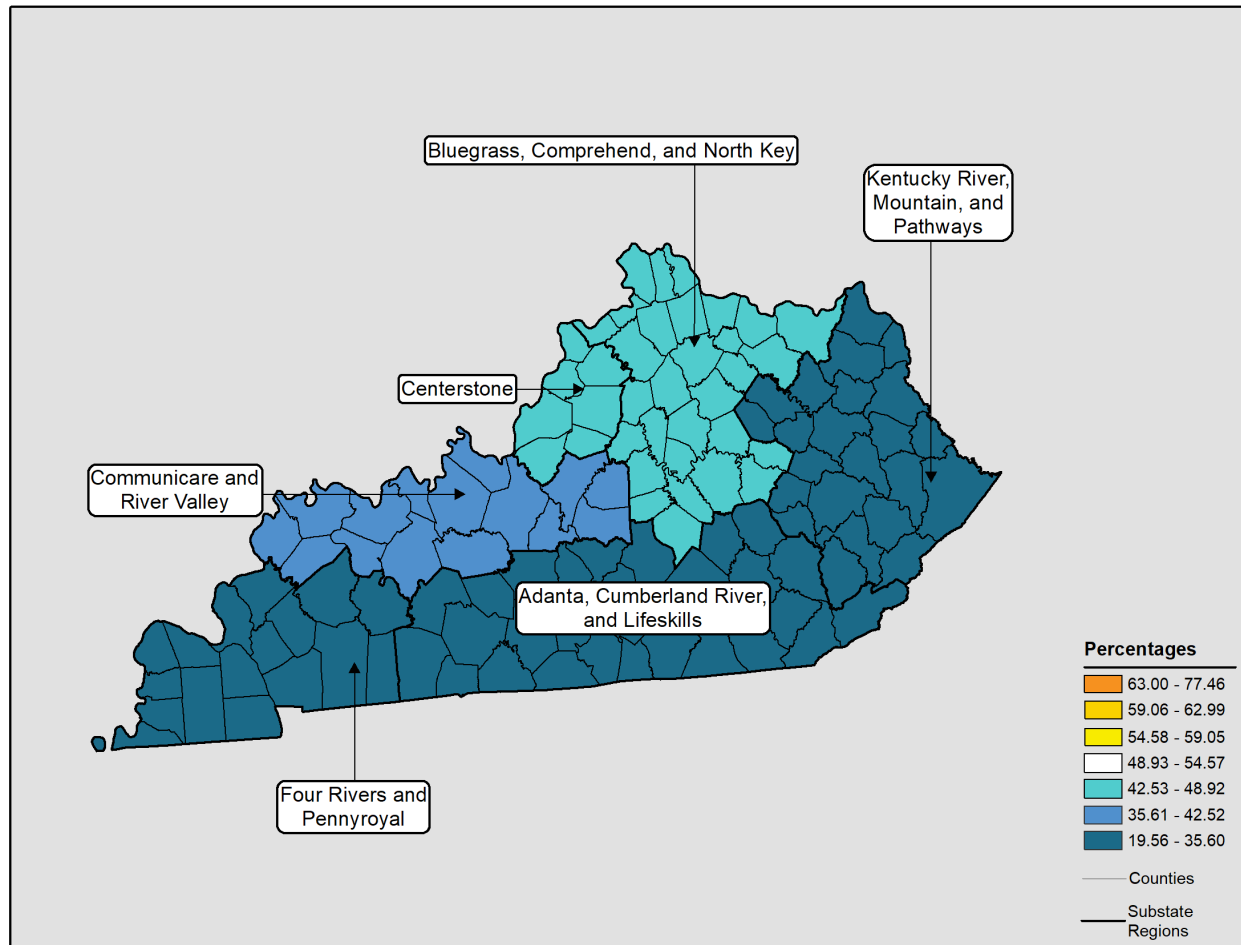 Bluegrass, Comprehend, and North Key
Kentucky River,
Mountain, and
Pathways
Centerstone
Communicare and
River Valley
Adanta, Cumberland River,
and Lifeskills
Four Rivers and
Pennyroyal
Percentages
63.00 - 77.46
59.06 - 62.99
54.58 - 59.05
48.93 - 54.57
42.53 - 48.92
35.61 - 42.52
19.56 - 35.60
Counties
Substate
Regions